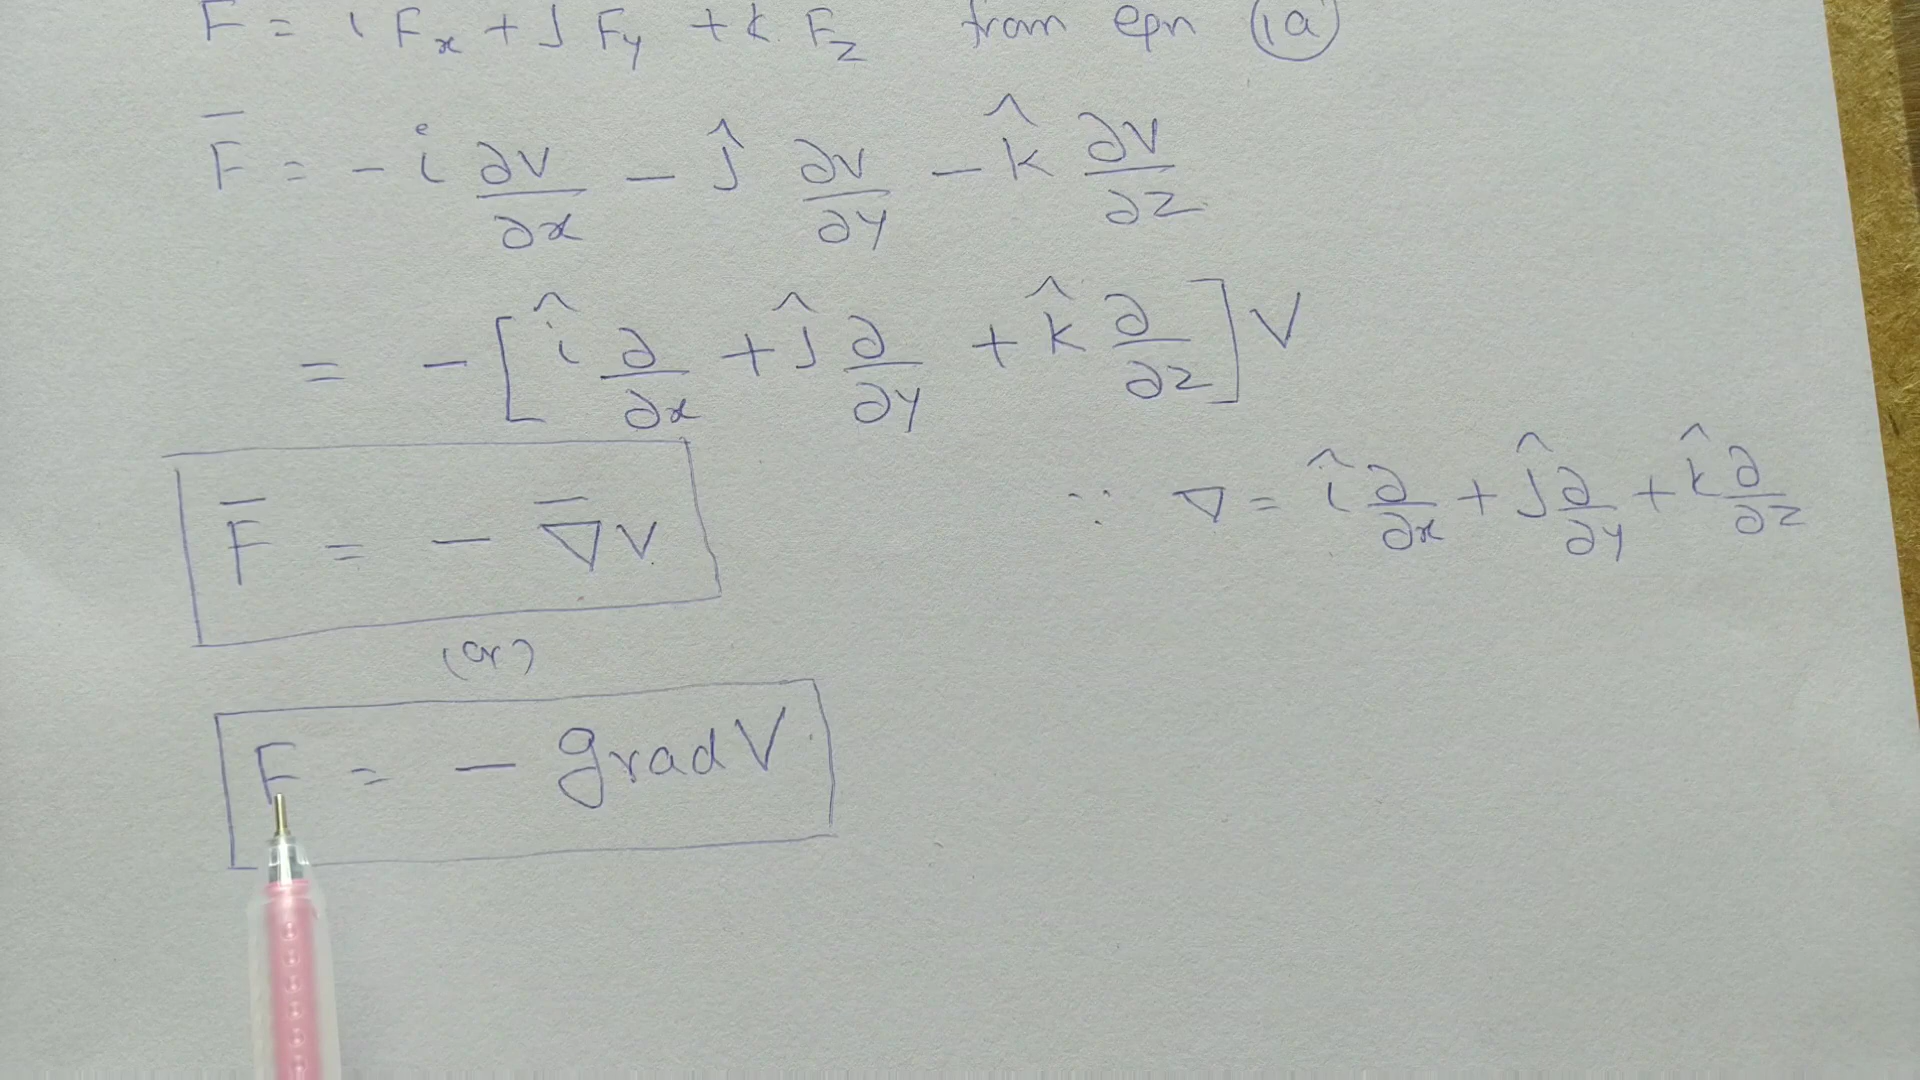 F = i Fx + j Fy + k Fz from eqn (1a)
F̄ = - i ∂V/∂x - ĵ ∂V/∂y - k̂ ∂V/∂z
= - [ î ∂/∂x + ĵ ∂/∂y + k̂ ∂/∂z ] V
F̄ = - ∇̄V
∵ ∇ = î ∂/∂x + ĵ ∂/∂y + k̂ ∂/∂z
(or)
F = - grad V